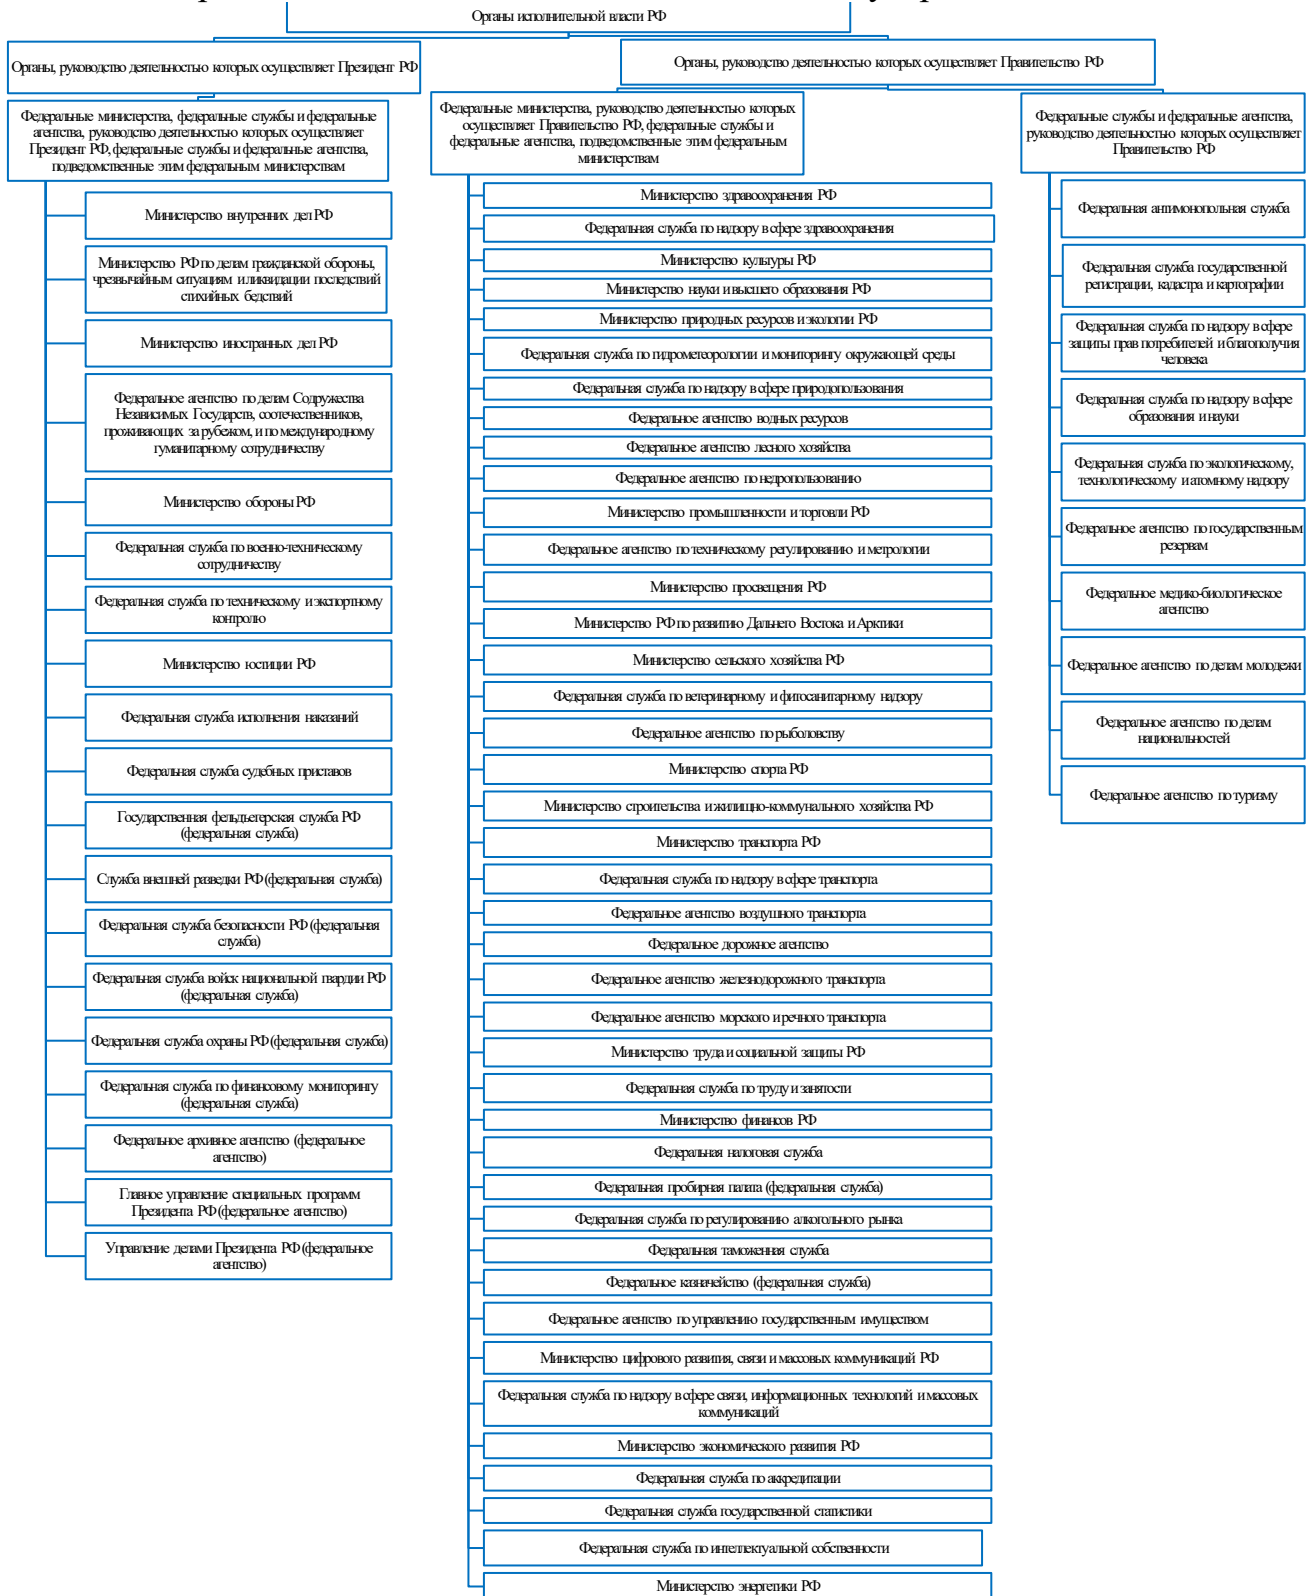 Органы исполнительной власти РФ
Органы, руководство деятельностью которых осуществляет Президент РФ
Органы, руководство деятельностью которых осуществляет Правительство РФ
Федеральные министерства, федеральные службы и федеральные
агентства, руководство деятельностью которых осуществляет
Президент РФ, федеральные службы и федеральные агентства,
подведомственные этим федеральным министерствам
Министерство внутренних дел РФ
Министерство РФ по делам гражданской обороны,
чрезвычайным ситуациям и ликвидации последствий
стихийных бедствий
Министерство иностранных дел РФ
Федеральное агентство по делам Содружества
Независимых Государств, соотечественников,
проживающих за рубежом, и по международному
гуманитарному сотрудничеству
Министерство обороны РФ
Федеральная служба по военно-техническому
сотрудничеству
Федеральная служба по техническому и экспортному
контролю
Министерство юстиции РФ
Федеральная служба исполнения наказаний
Федеральная служба судебных приставов
Государственная фельдъегерская служба РФ
(федеральная служба)
Служба внешней разведки РФ (федеральная служба)
Федеральная служба безопасности РФ (федеральная
служба)
Федеральная служба войск национальной гвардии РФ
(федеральная служба)
Федеральная служба охраны РФ (федеральная служба)
Федеральная служба по финансовому мониторингу
(федеральная служба)
Федеральное архивное агентство (федеральное
агентство)
Главное управление специальных программ
Президента РФ (федеральное агентство)
Управление делами Президента РФ (федеральное
агентство)
Федеральные министерства, руководство деятельностью которых
осуществляет Правительство РФ, федеральные службы и
федеральные агентства, подведомственные этим федеральным
министерствам
Министерство здравоохранения РФ
Федеральная служба по надзору в сфере здравоохранения
Министерство культуры РФ
Министерство науки и высшего образования РФ
Министерство природных ресурсов и экологии РФ
Федеральная служба по гидрометеорологии и мониторингу окружающей среды
Федеральная служба по надзору в сфере природопользования
Федеральное агентство водных ресурсов
Федеральное агентство лесного хозяйства
Федеральное агентство по недропользованию
Министерство промышленности и торговли РФ
Федеральное агентство по техническому регулированию и метрологии
Министерство просвещения РФ
Министерство РФ по развитию Дальнего Востока и Арктики
Министерство сельского хозяйства РФ
Федеральная служба по ветеринарному и фитосанитарному надзору
Федеральное агентство по рыболовству
Министерство спорта РФ
Министерство строительства и жилищно-коммунального хозяйства РФ
Министерство транспорта РФ
Федеральная служба по надзору в сфере транспорта
Федеральное агентство воздушного транспорта
Федеральное дорожное агентство
Федеральное агентство железнодорожного транспорта
Федеральное агентство морского и речного транспорта
Министерство труда и социальной защиты РФ
Федеральная служба по труду и занятости
Министерство финансов РФ
Федеральная налоговая служба
Федеральная пробирная палата (федеральная служба)
Федеральная служба по регулированию алкогольного рынка
Федеральная таможенная служба
Федеральное казначейство (федеральная служба)
Федеральное агентство по управлению государственным имуществом
Министерство цифрового развития, связи и массовых коммуникаций РФ
Федеральная служба по надзору в сфере связи, информационных технологий и массовых
коммуникаций
Министерство экономического развития РФ
Федеральная служба по аккредитации
Федеральная служба государственной статистики
Федеральная служба по интеллектуальной собственности
Министерство энергетики РФ
Федеральные службы и федеральные агентства,
руководство деятельностью которых осуществляет
Правительство РФ
Федеральная антимонопольная служба
Федеральная служба государственной
регистрации, кадастра и картографии
Федеральная служба по надзору в сфере
защиты прав потребителей и благополучия
человека
Федеральная служба по надзору в сфере
образования и науки
Федеральная служба по экологическому,
технологическому и атомному надзору
Федеральное агентство по государственным
резервам
Федеральное медико-биологическое
агентство
Федеральное агентство по делам молодежи
Федеральное агентство по делам
национальностей
Федеральное агентство по туризму